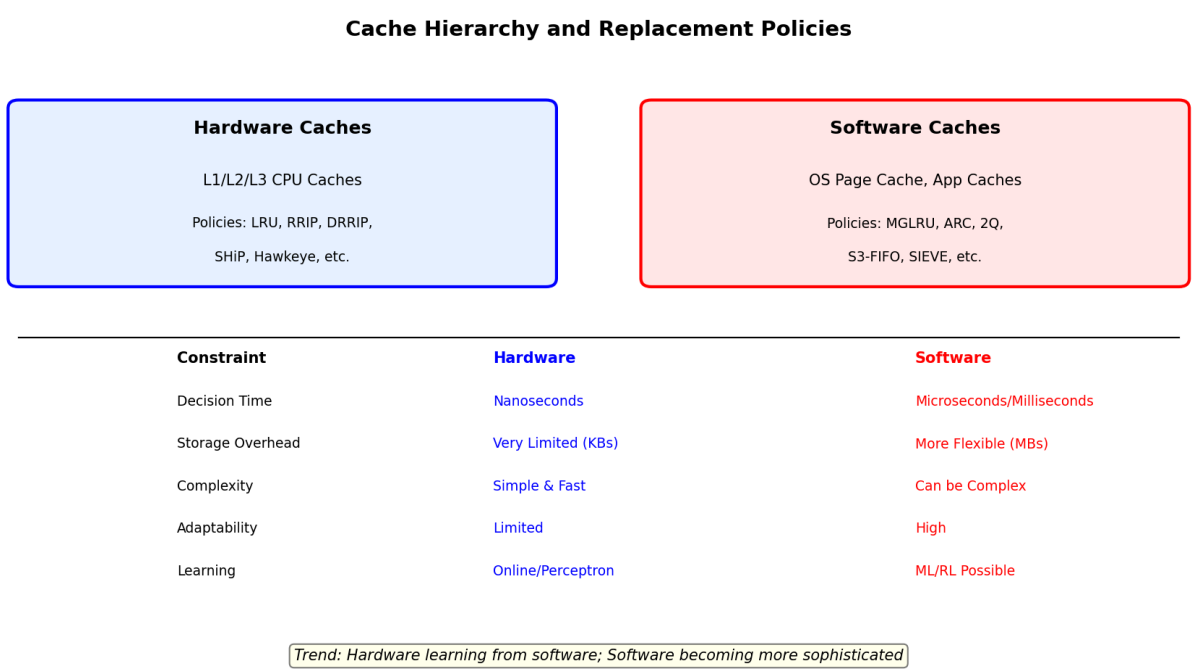 Cache Hierarchy and Replacement Policies
Hardware Caches
L1/L2/L3 CPU Caches
Policies: LRU, RRIP, DRRIP,
SHiP, Hawkeye, etc.
Software Caches
OS Page Cache, App Caches
Policies: MGLRU, ARC, 2Q,
S3-FIFO, SIEVE, etc.
Constraint Hardware Software
Decision Time Nanoseconds Microseconds/Milliseconds
Storage Overhead Very Limited (KBs) More Flexible (MBs)
Complexity Simple & Fast Can be Complex
Adaptability Limited High
Learning Online/Perceptron ML/RL Possible
Trend: Hardware learning from software; Software becoming more sophisticated